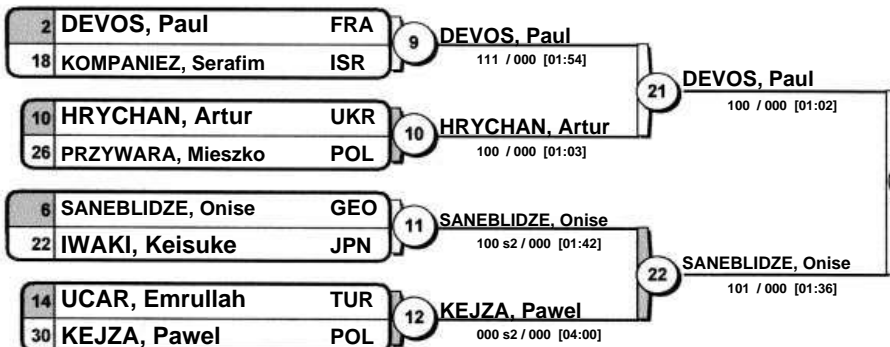 2 DEVOS, Paul FRA
18 KOMPANIEZ, Serafim ISR
9
DEVOS, Paul
111 / 000 [01:54]
10 HRYCHAN, Artur UKR
26 PRZYWARA, Mieszko POL
10
HRYCHAN, Artur
100 / 000 [01:03]
21
DEVOS, Paul
100 / 000 [01:02]
6 SANEBLIDZE, Onise GEO
22 IWAKI, Keisuke JPN
11
SANEBLIDZE, Onise
100 s2 / 000 [01:42]
14 UCAR, Emrullah TUR
30 KEJZA, Pawel POL
12
KEJZA, Pawel
000 s2 / 000 [04:00]
22
SANEBLIDZE, Onise
101 / 000 [01:36]